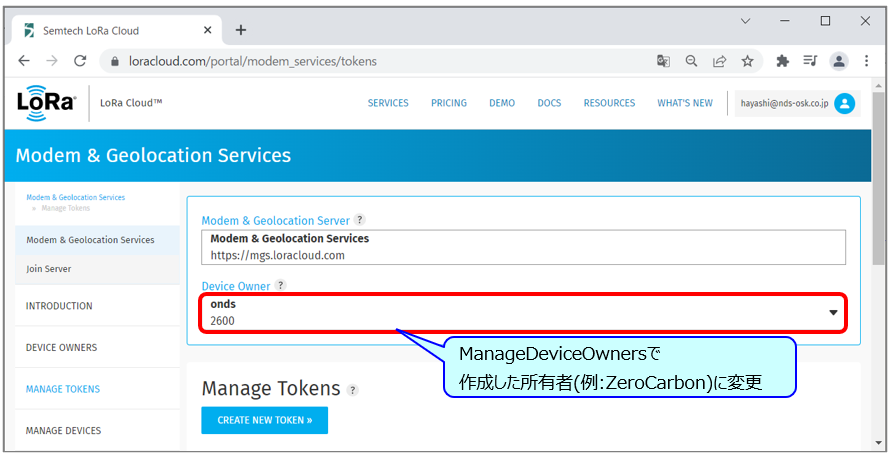 Semtech LoRa Cloud
loracloud.com/portal/modem_services/tokens
LoRa
LoRa Cloud™
SERVICES
PRICING
DEMO
DOCS
RESOURCES
WHAT'S NEW
hayashi@nds-osk.co.jp
Modem & Geolocation Services
Modem & Geolocation Services
» Manage Tokens
Modem & Geolocation Services
Join Server
INTRODUCTION
DEVICE OWNERS
MANAGE TOKENS
MANAGE DEVICES
Modem & Geolocation Server ?
Modem & Geolocation Services
https://mgs.loracloud.com
Device Owner ?
onds
2600
ManageDeviceOwnersで
作成した所有者(例:ZeroCarbon)に変更
Manage Tokens ?
CREATE NEW TOKEN »